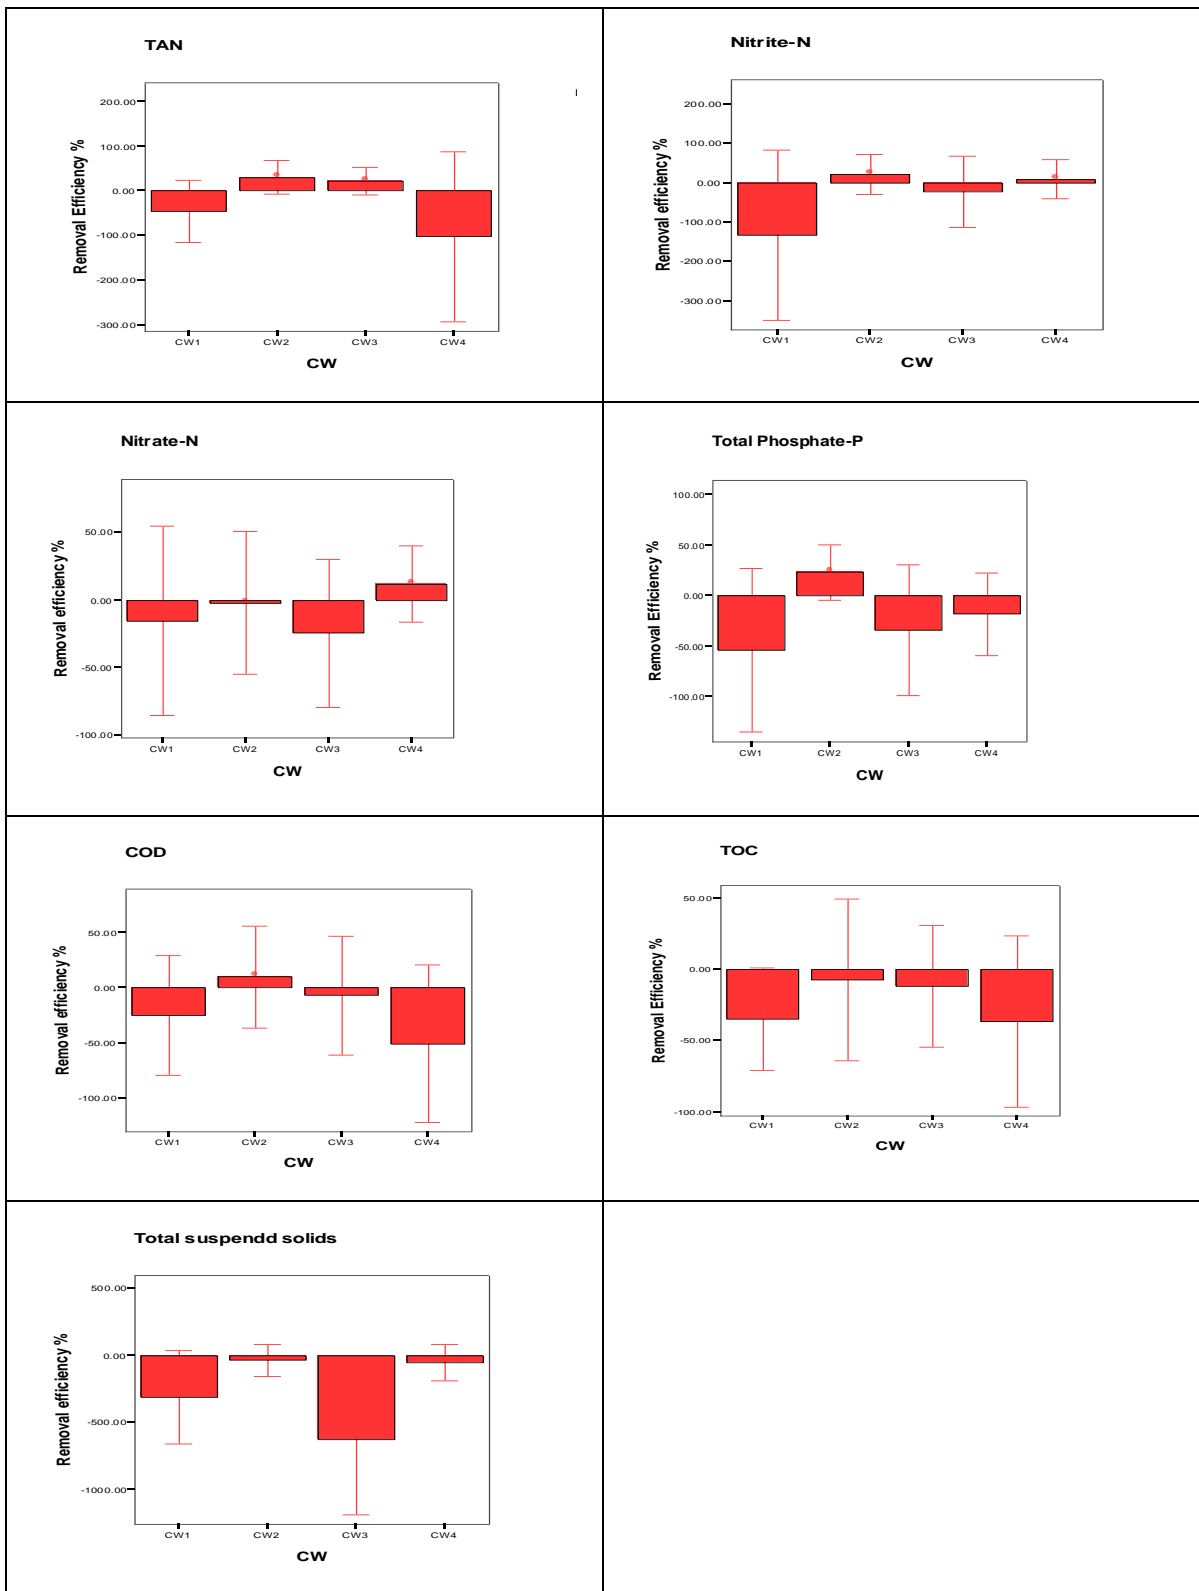 TAN
Removal Efficiency %
200.00
100.00
0.00
-100.00
-200.00
-300.00
CW1 CW2 CW3 CW4
CW
Nitrite-N
Removal efficiency %
200.00
100.00
0.00
-100.00
-200.00
-300.00
CW1 CW2 CW3 CW4
CW
Nitrate-N
Removal efficiency %
50.00
0.00
-50.00
-100.00
CW1 CW2 CW3 CW4
CW
Total Phosphate-P
Removal Efficiency %
100.00
50.00
0.00
-50.00
-100.00
CW1 CW2 CW3 CW4
CW
COD
Removal efficiency %
50.00
0.00
-50.00
-100.00
CW1 CW2 CW3 CW4
CW
TOC
Removal Efficiency %
50.00
0.00
-50.00
-100.00
CW1 CW2 CW3 CW4
CW
Total suspendd solids
Removal efficiency %
500.00
0.00
-500.00
-1000.00
CW1 CW2 CW3 CW4
CW